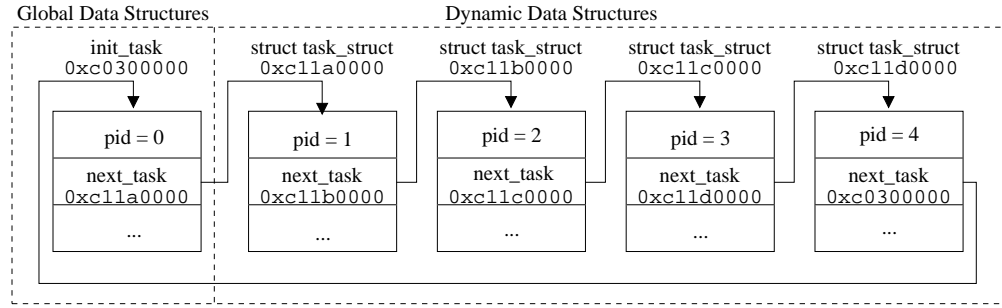 Global Data Structures
Dynamic Data Structures
init_task
0xc0300000
pid = 0
next_task
0xc11a0000
...
struct task_struct
0xc11a0000
pid = 1
next_task
0xc11b0000
...
struct task_struct
0xc11b0000
pid = 2
next_task
0xc11c0000
...
struct task_struct
0xc11c0000
pid = 3
next_task
0xc11d0000
...
struct task_struct
0xc11d0000
pid = 4
next_task
0xc0300000
...